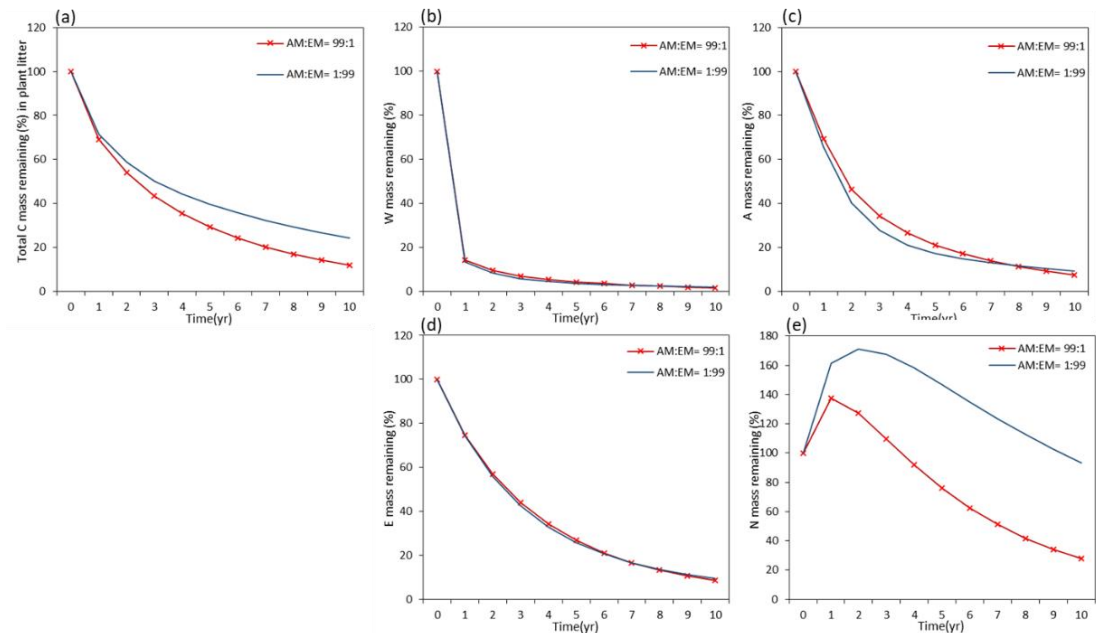 (a)
Total C mass remaining (%) in plant litter
120
100
80
60
40
20
0
AM:EM= 99:1
AM:EM= 1:99
0 1 2 3 4 5 6 7 8 9 10
Time(yr)
(b)
W mass remaining (%)
120
100
80
60
40
20
0
AM:EM= 99:1
AM:EM= 1:99
0 1 2 3 4 5 6 7 8 9 10
Time(yr)
(c)
A mass remaining (%)
120
100
80
60
40
20
0
AM:EM= 99:1
AM:EM= 1:99
0 1 2 3 4 5 6 7 8 9 10
Time(yr)
(d)
E mass remaining (%)
120
100
80
60
40
20
0
AM:EM= 99:1
AM:EM= 1:99
0 1 2 3 4 5 6 7 8 9 10
Time(yr)
(e)
N mass remaining (%)
180
160
140
120
100
80
60
40
20
0
AM:EM= 99:1
AM:EM= 1:99
0 1 2 3 4 5 6 7 8 9 10
Time(yr)